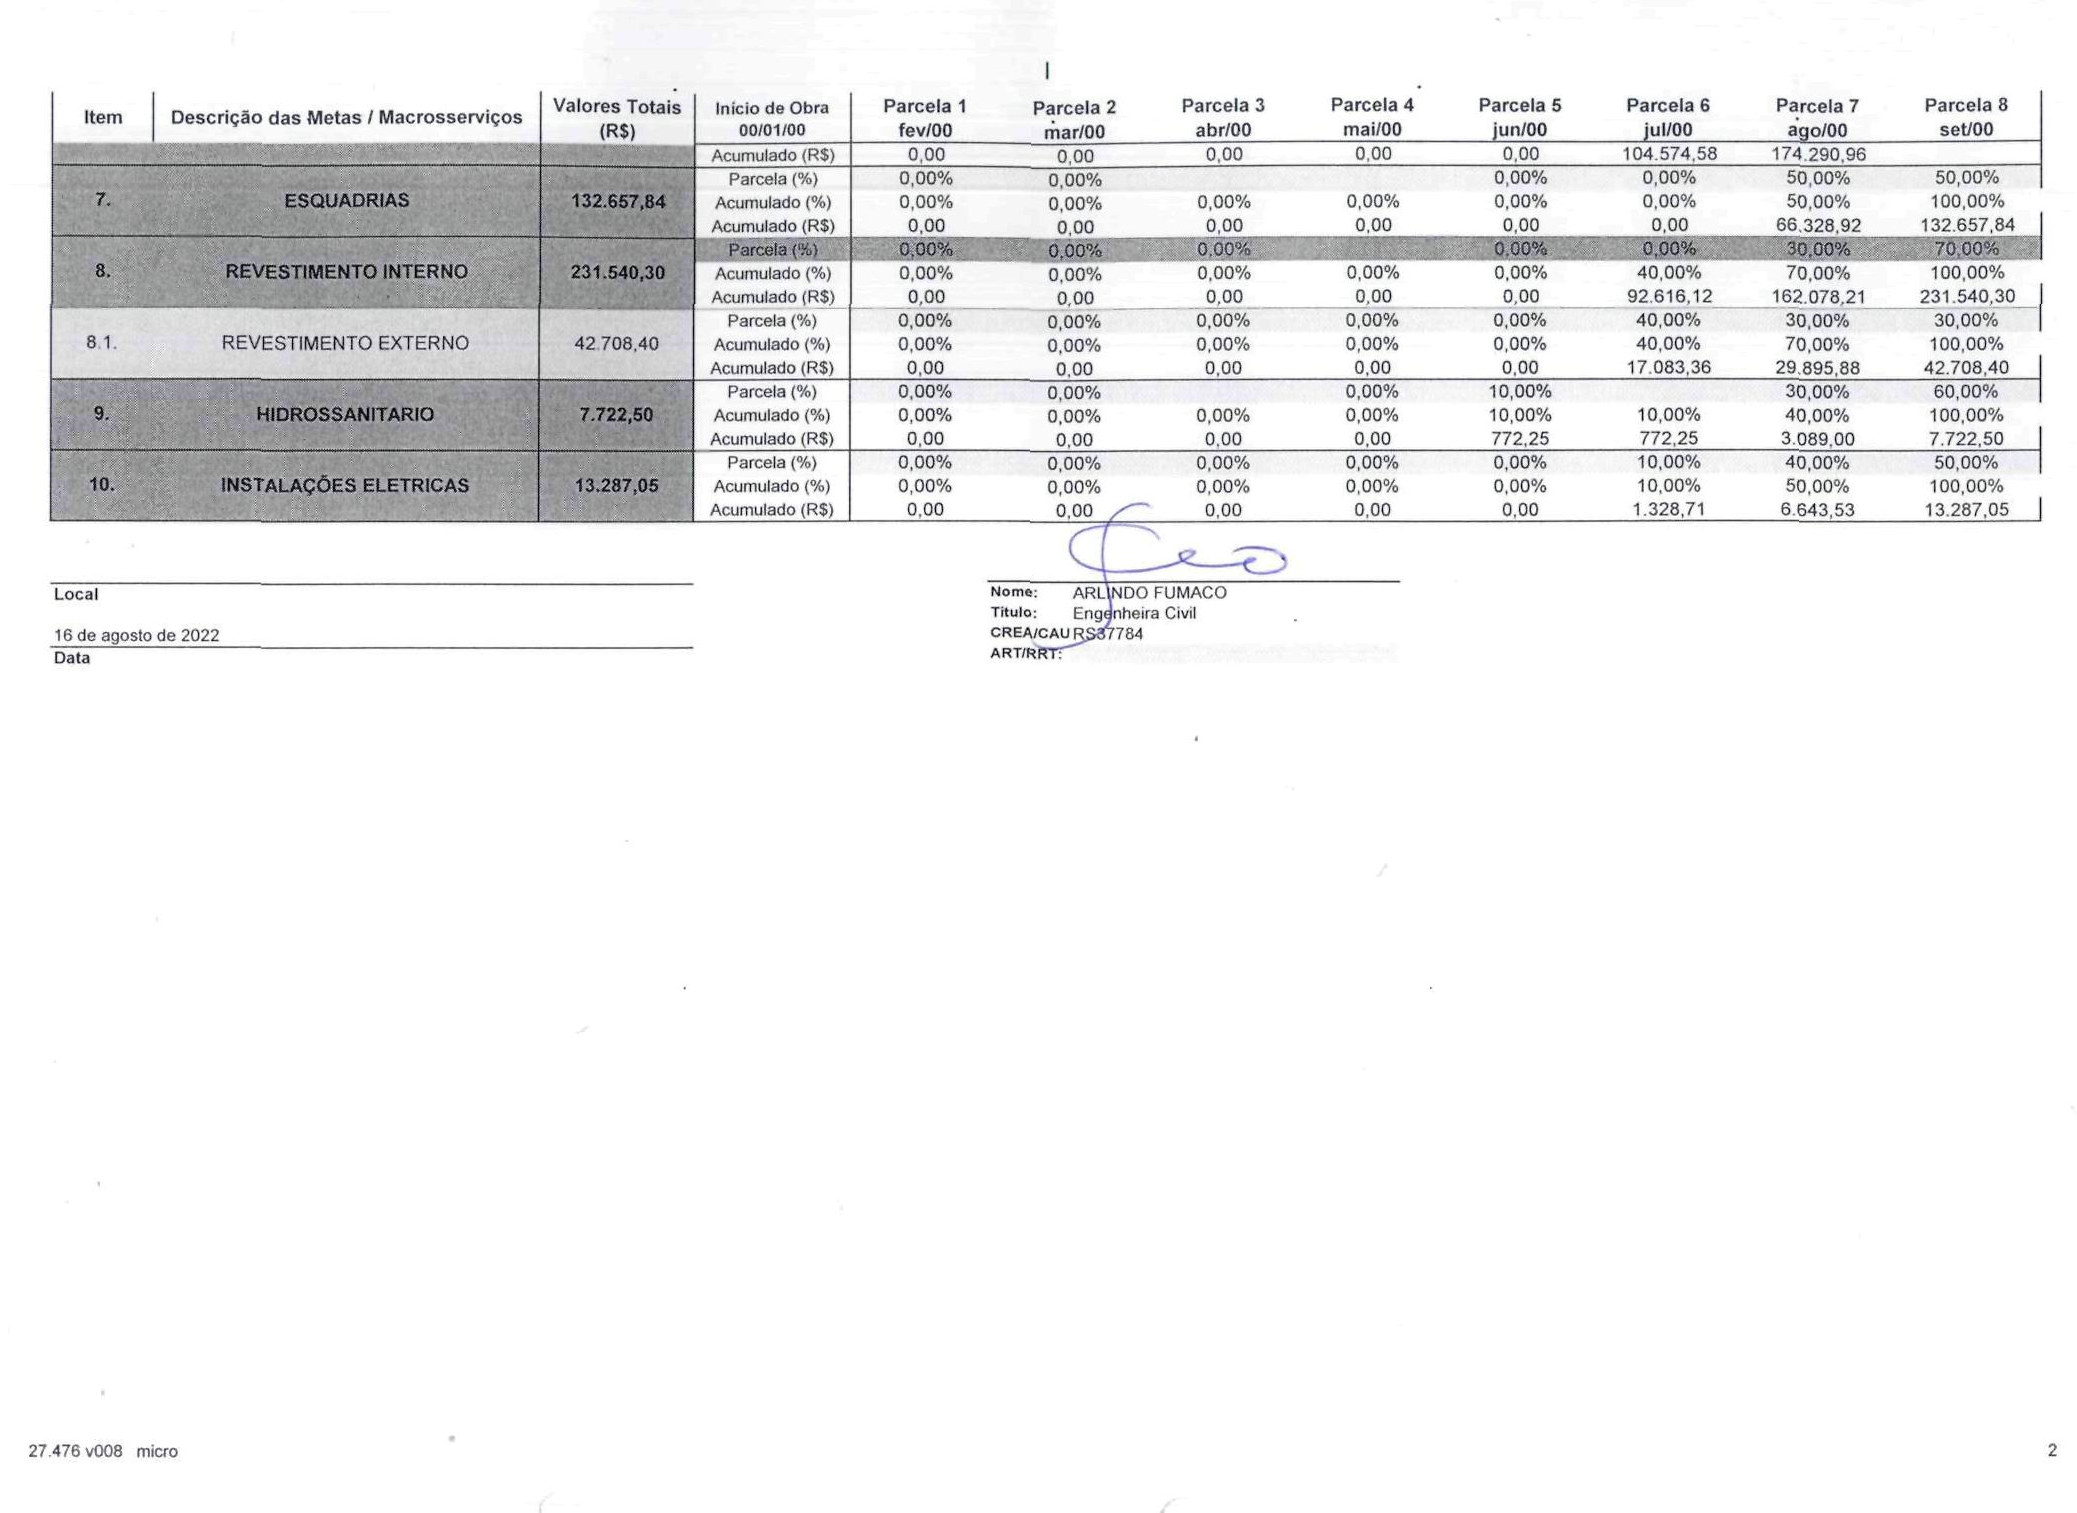 Item Descrição das Metas / Macrosserviços Valores Totais (R$) Início de Obra 00/01/00 Parcela 1 fev/00 Parcela 2 mar/00 Parcela 3 abr/00 Parcela 4 mai/00 Parcela 5 jun/00 Parcela 6 jul/00 Parcela 7 ago/00 Parcela 8 set/00
Acumulado (R$) 0,00 0,00 0,00 0,00 0,00 104.574,58 174.290,96
Parcela (%) 0,00% 0,00% 0,00% 0,00% 50,00% 50,00%
7. ESQUADRIAS 132.657,84 Acumulado (%) 0,00% 0,00% 0,00% 0,00% 0,00% 0,00% 50,00% 100,00%
Acumulado (R$) 0,00 0,00 0,00 0,00 0,00 0,00 66.328,92 132.657,84
Parcela (%) 0,00% 0,00% 0,00% 0,00% 0,00% 30,00% 70,00%
8. REVESTIMENTO INTERNO 231.540,30 Acumulado (%) 0,00% 0,00% 0,00% 0,00% 0,00% 40,00% 70,00% 100,00%
Acumulado (R$) 0,00 0,00 0,00 0,00 0,00 92.616,12 162.078,21 231.540,30
Parcela (%) 0,00% 0,00% 0,00% 0,00% 0,00% 40,00% 30,00% 30,00%
8.1. REVESTIMENTO EXTERNO 42.708,40 Acumulado (%) 0,00% 0,00% 0,00% 0,00% 0,00% 40,00% 70,00% 100,00%
Acumulado (R$) 0,00 0,00 0,00 0,00 0,00 17.083,36 29.895,88 42.708,40
Parcela (%) 0,00% 0,00% 0,00% 10,00% 30,00% 60,00%
9. HIDROSSANITARIO 7.722,50 Acumulado (%) 0,00% 0,00% 0,00% 0,00% 10,00% 10,00% 40,00% 100,00%
Acumulado (R$) 0,00 0,00 0,00 0,00 772,25 772,25 3.089,00 7.722,50
Parcela (%) 0,00% 0,00% 0,00% 0,00% 0,00% 10,00% 40,00% 50,00%
10. INSTALAÇÕES ELETRICAS 13.287,05 Acumulado (%) 0,00% 0,00% 0,00% 0,00% 0,00% 10,00% 50,00% 100,00%
Acumulado (R$) 0,00 0,00 0,00 0,00 0,00 1.328,71 6.643,53 13.287,05
Local
16 de agosto de 2022
Data
Nome: ARLINDO FUMACO
Título: Engenheira Civil
CREA/CAU RS37784
ART/RRT:
27.476 v008 micro
2